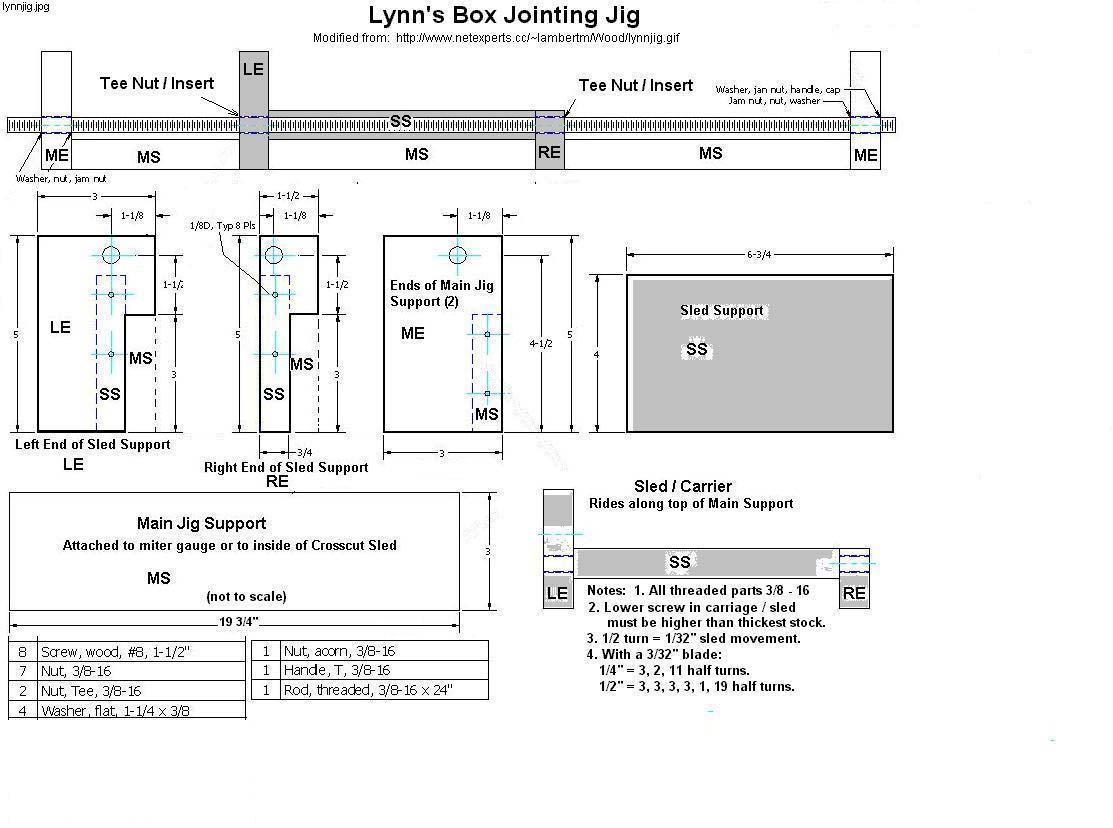 lynnjig.jpg
Lynn's Box Jointing Jig
Modified from: http://www.netexperts.cc/~lambertm/Wood/lynnjig.gif
LE
Tee Nut / Insert
Tee Nut / Insert
Washer, jan nut, handle, cap
Jam nut, nut, washer
SS
ME
MS
MS
RE
MS
ME
Washer, nut, jam nut
3
1-1/8
1-1/2
1-1/8
1/8D, Typ 8 Pls
1-1/8
6-3/4
1-1/2
1-1/2
Ends of Main Jig
Support (2)
Sled Support
LE
5
5
ME
4-1/2
5
4
SS
MS
3
MS
3
SS
SS
MS
3/4
3
Left End of Sled Support
LE
Right End of Sled Support
RE
Main Jig Support
Attached to miter gauge or to inside of Crosscut Sled
MS
(not to scale)
3
19 3/4"
Sled / Carrier
Rides along top of Main Support
SS
LE
RE
Notes: 1. All threaded parts 3/8 - 16
2. Lower screw in carriage / sled
must be higher than thickest stock.
3. 1/2 turn = 1/32" sled movement.
4. With a 3/32" blade:
1/4" = 3, 2, 11 half turns.
1/2" = 3, 3, 3, 3, 1, 19 half turns.
8 Screw, wood, #8, 1-1/2"
7 Nut, 3/8-16
2 Nut, Tee, 3/8-16
4 Washer, flat, 1-1/4 x 3/8
1 Nut, acorn, 3/8-16
1 Handle, T, 3/8-16
1 Rod, threaded, 3/8-16 x 24"